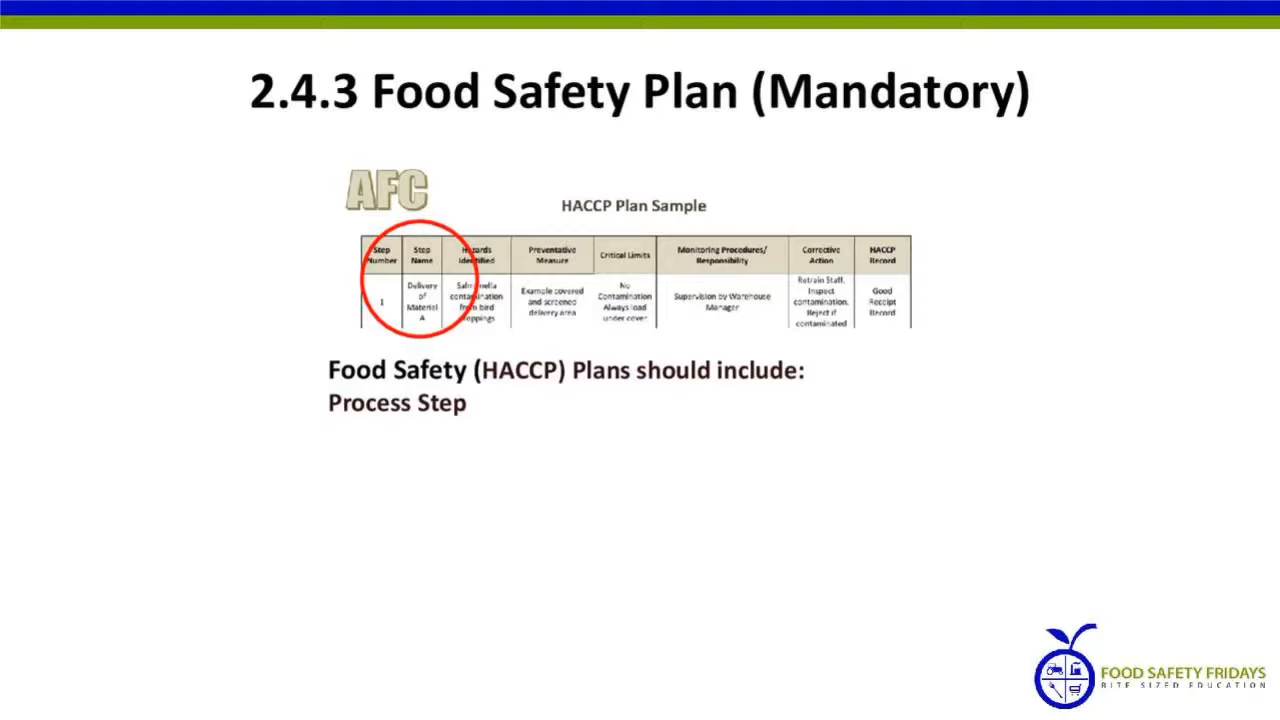 2.4.3 Food Safety Plan (Mandatory)
AFC
HACCP Plan Sample
Step Number
Step Name
Hazards Identified
Preventative Measure
Critical Limits
Monitoring Procedures/ Responsibility
Corrective Action
HACCP Record
1
Delivery of Material A
Salmonella contamination from bird droppings
Example covered and screened delivery area
No Contamination Always load under cover
Supervision by Warehouse Manager
Retrain Staff. Inspect contamination. Reject if contaminated
Good Receipt Record
Food Safety (HACCP) Plans should include:
Process Step
FOOD SAFETY FRIDAYS
BITE SIZED EDUCATION